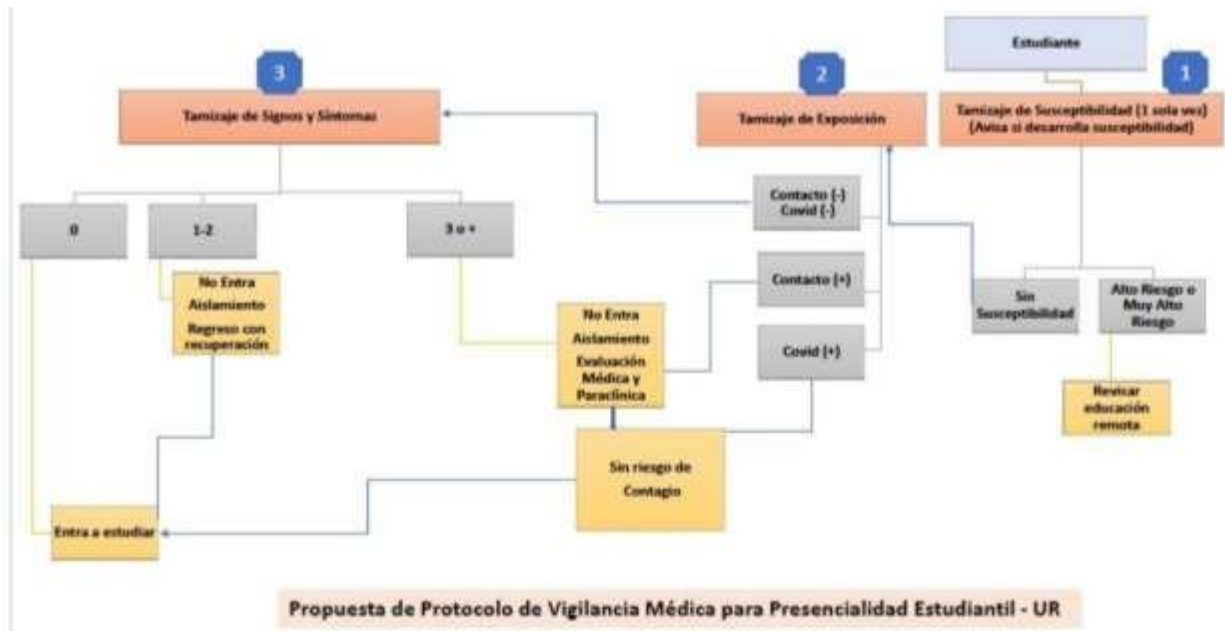 Estudiante
3
2
1
Tamizaje de Signos y Síntomas
Tamizaje de Exposición
Tamizaje de Susceptibilidad (1 sola vez)
(Avisa si desarrolla susceptibilidad)
0
1-2
3 o +
Contacto (-)
Covid (-)
Contacto (+)
Covid (+)
Sin
Susceptibilidad
Alto Riesgo o
Muy Alto
Riesgo
No Entra
Aislamiento
Regreso con
recuperación
No Entra
Aislamiento
Evaluación
Médica y
Paraclínica
Revisar
educación
remota
Sin riesgo de
Contagio
Entra a estudiar
Propuesta de Protocolo de Vigilancia Médica para Presencialidad Estudiantil - UR